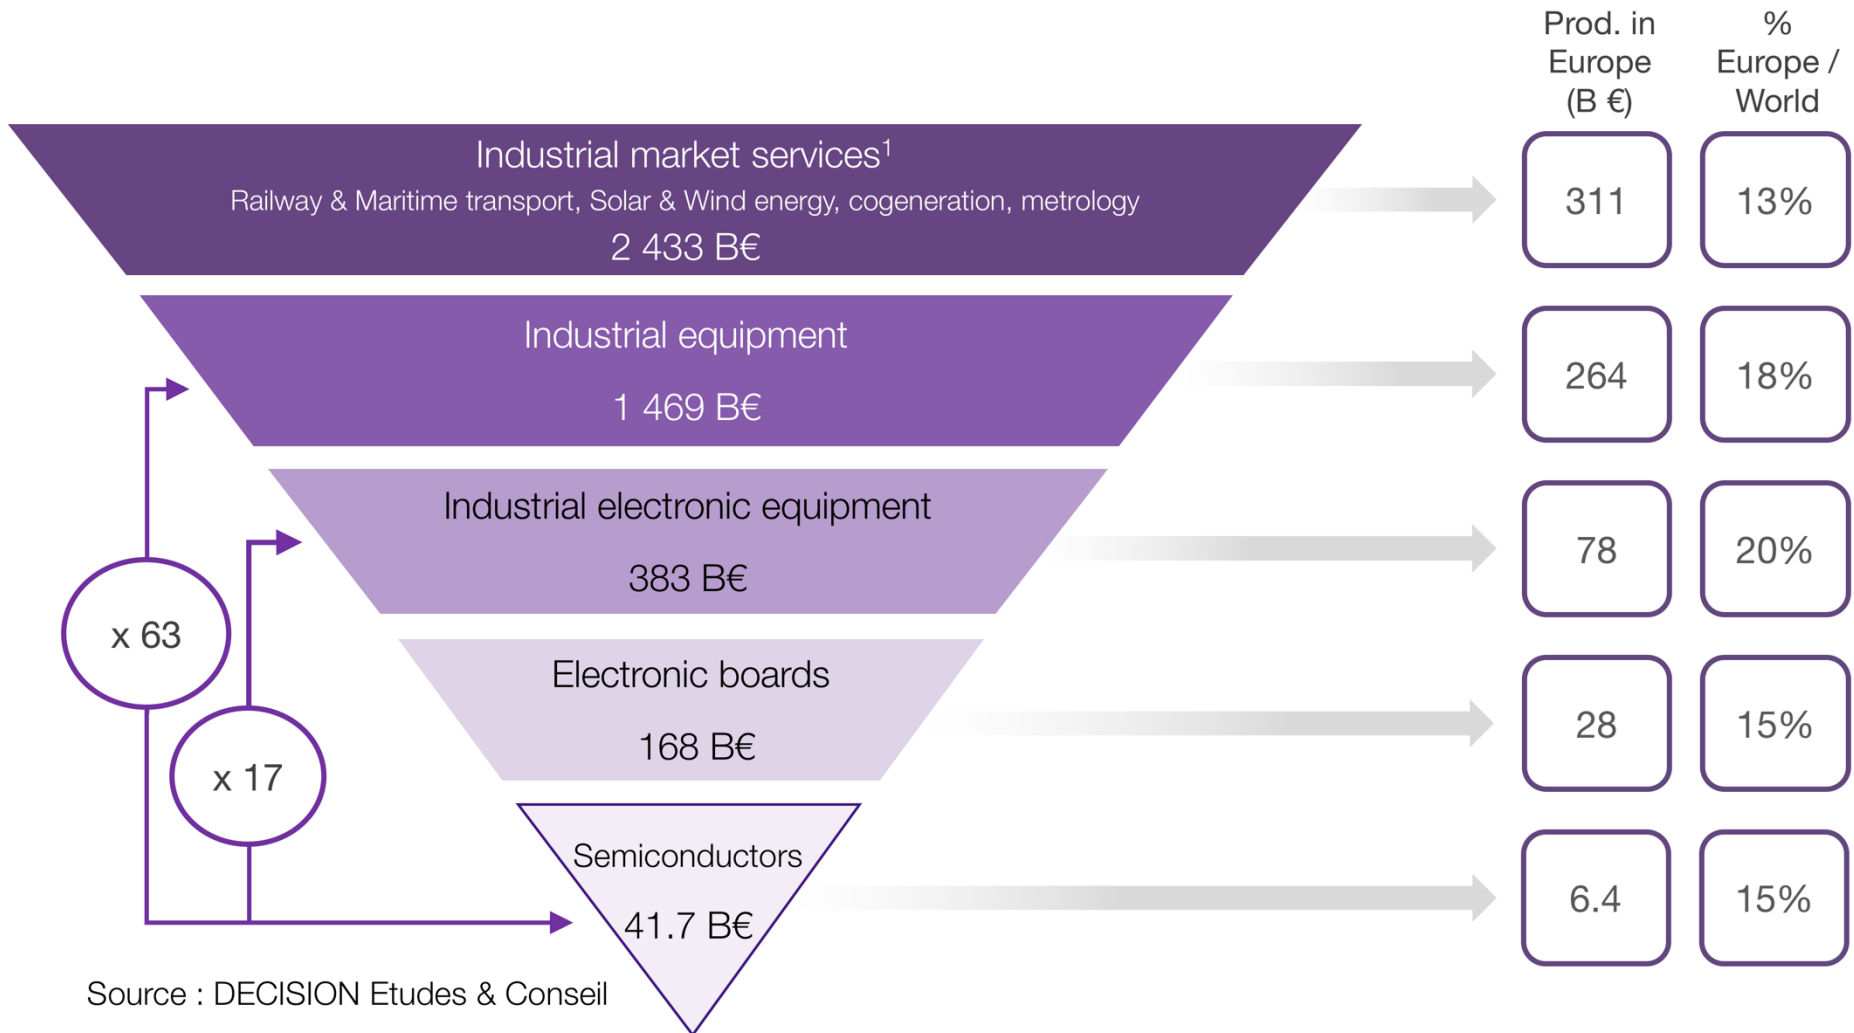 Prod. in
Europe
(B €)
%
Europe /
World
Industrial market services¹
Railway & Maritime transport, Solar & Wind energy, cogeneration, metrology
2 433 B€
311
13%
Industrial equipment
1 469 B€
264
18%
Industrial electronic equipment
383 B€
78
20%
x 63
Electronic boards
168 B€
28
15%
x 17
Semiconductors
41.7 B€
6.4
15%
Source : DECISION Etudes & Conseil